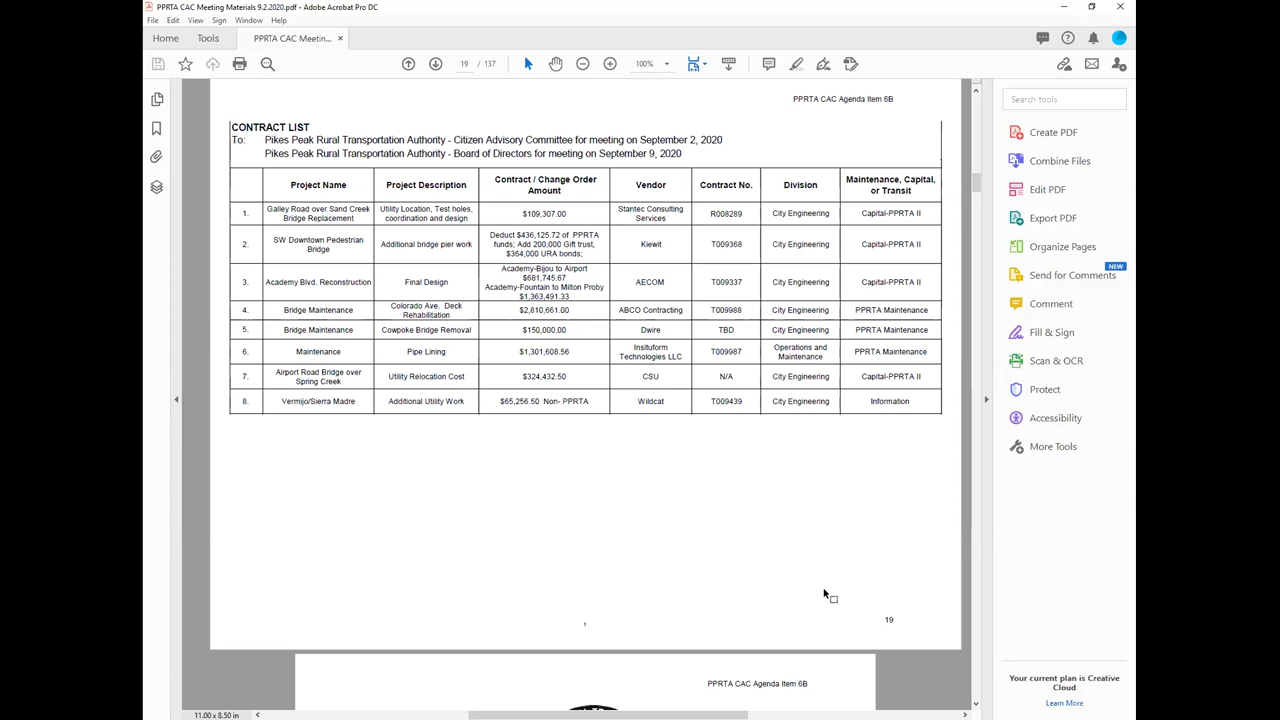 PPRTA CAC Meeting Materials 9.2.2020.pdf - Adobe Acrobat Pro DC
File Edit View Sign Window Help
Home Tools PPRTA CAC Meetin... ×
19 / 137 100%
Search tools
Create PDF
Combine Files
Edit PDF
Export PDF
Organize Pages
NEW
Send for Comments
Comment
Fill & Sign
Scan & OCR
Protect
Accessibility
More Tools
Your current plan is Creative
Cloud
Learn More
PPRTA CAC Agenda Item 6B
CONTRACT LIST
To: Pikes Peak Rural Transportation Authority - Citizen Advisory Committee for meeting on September 2, 2020
Pikes Peak Rural Transportation Authority - Board of Directors for meeting on September 9, 2020
Project Name
Project Description
Contract / Change Order
Amount
Vendor
Contract No.
Division
Maintenance, Capital,
or Transit
1.
Galley Road over Sand Creek
Bridge Replacement
Utility Location, Test holes,
coordination and design
$109,307.00
Stantec Consulting
Services
R008289
City Engineering
Capital-PPRTA II
2.
SW Downtown Pedestrian
Bridge
Additional bridge pier work
Deduct $436,125.72 of PPRTA
funds; Add 200,000 Gift trust,
$364,000 URA bonds;
Kiewit
T009368
City Engineering
Capital-PPRTA II
3.
Academy Blvd. Reconstruction
Final Design
Academy-Bijou to Airport
$681,745.67
Academy-Fountain to Milton Proby
$1,363,491.33
AECOM
T009337
City Engineering
Capital-PPRTA II
4.
Bridge Maintenance
Colorado Ave. Deck
Rehabilitation
$2,810,661.00
ABCO Contracting
T009988
City Engineering
PPRTA Maintenance
5.
Bridge Maintenance
Cowpoke Bridge Removal
$150,000.00
Dwire
TBD
City Engineering
PPRTA Maintenance
6.
Maintenance
Pipe Lining
$1,301,608.56
Insituform
Technologies LLC
T009987
Operations and
Maintenance
PPRTA Maintenance
7.
Airport Road Bridge over
Spring Creek
Utility Relocation Cost
$324,432.50
CSU
N/A
City Engineering
Capital-PPRTA II
8.
Vermijo/Sierra Madre
Additional Utility Work
$65,256.50 Non- PPRTA
Wildcat
T009439
City Engineering
Information
1
19
PPRTA CAC Agenda Item 6B
11.00 x 8.50 in